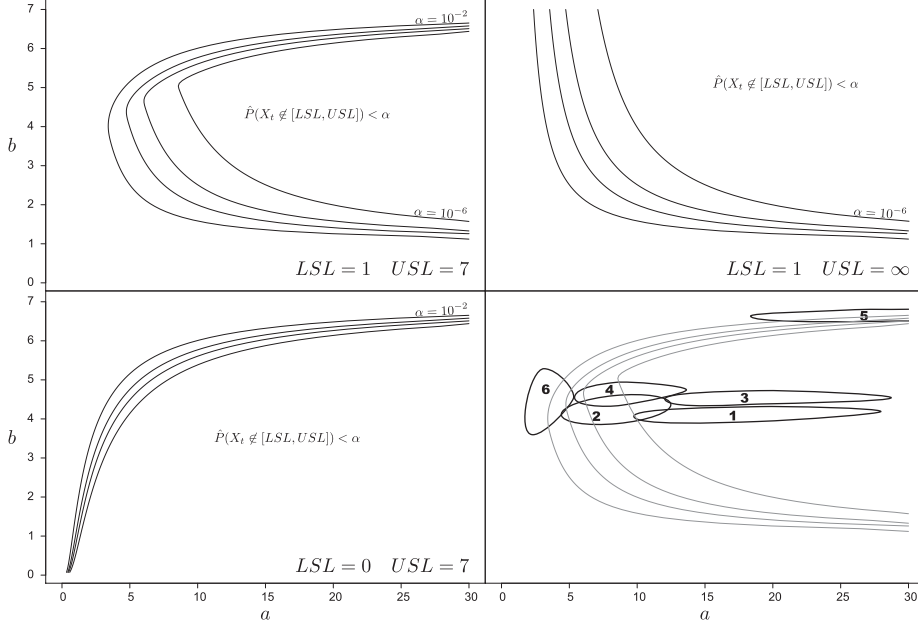 7
6
5
4
3
2
1
0
b
α = 10⁻²
P̂(Xₜ ∉ [LSL, USL]) < α
α = 10⁻⁶
LSL = 1 USL = 7
P̂(Xₜ ∉ [LSL, USL]) < α
α = 10⁻⁶
LSL = 1 USL = ∞
7
6
5
4
3
2
1
0
b
α = 10⁻²
P̂(Xₜ ∉ [LSL, USL]) < α
LSL = 0 USL = 7
0 5 10 15 20 25 30
a
5
6
4
3
2
1
0 5 10 15 20 25 30
a